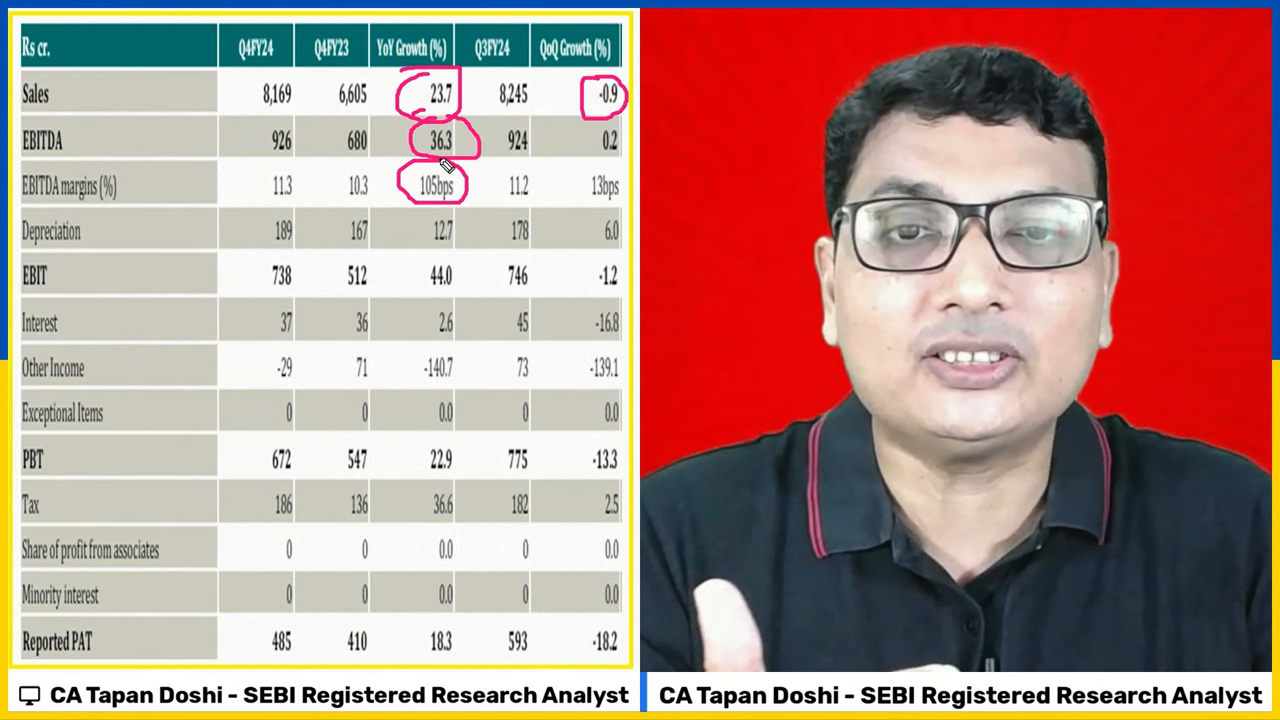 Rs cr. Q4FY24 Q4FY23 YoY Growth (%) Q3FY24 QoQ Growth (%)
Sales 8,169 6,605 23.7 8,245 -0.9
EBITDA 926 680 36.3 924 0.2
EBITDA margins (%) 11.3 10.3 105bps 11.2 13bps
Depreciation 189 167 12.7 178 6.0
EBIT 738 512 44.0 746 -1.2
Interest 37 36 2.6 45 -16.8
Other Income -29 71 -140.7 73 -139.1
Exceptional Items 0 0 0.0 0 0.0
PBT 672 547 22.9 775 -13.3
Tax 186 136 36.6 182 2.5
Share of profit from associates 0 0 0.0 0 0.0
Minority interest 0 0 0.0 0 0.0
Reported PAT 485 410 18.3 593 -18.2
CA Tapan Doshi - SEBI Registered Research Analyst
CA Tapan Doshi - SEBI Registered Research Analyst